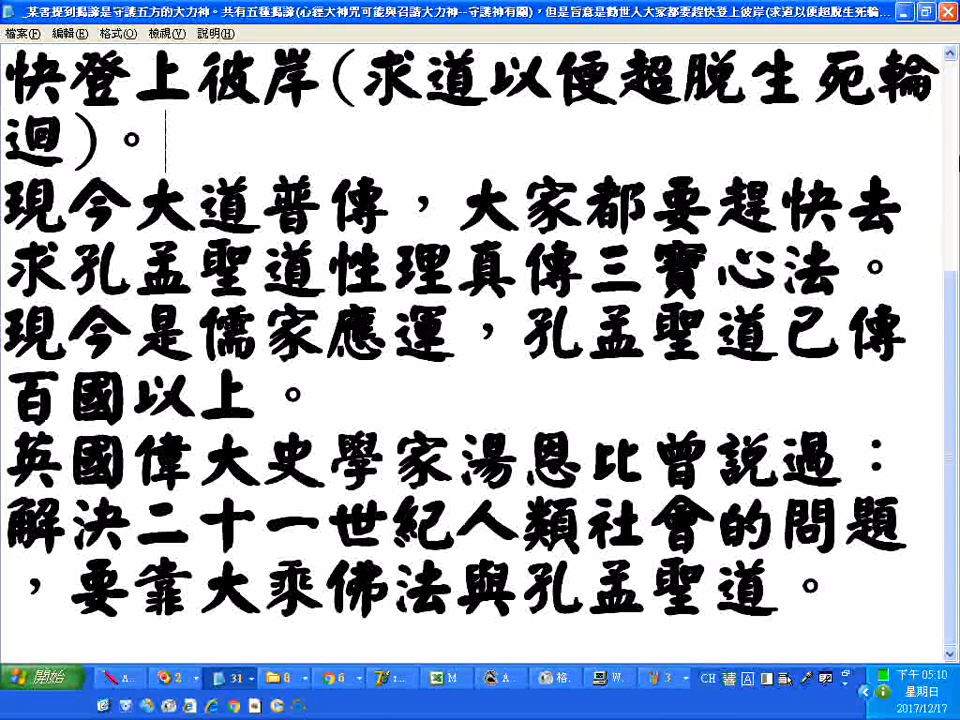 _某書提到揭諦是守護五方的大力神。共有五種揭諦(心經大神咒可能與召請大力神--守護神有關)，但是旨意是勸世人大家都要趕快登上彼岸(求道以便超脫生死輪...
檔案(F) 編輯(E) 格式(O) 檢視(V) 說明(H)
快登上彼岸(求道以便超脫生死輪
迴)。
現今大道普傳，大家都要趕快去
求孔孟聖道性理真傳三寶心法。
現今是儒家應運，孔孟聖道已傳
百國以上。
英國偉大史學家湯恩比曾說過：
解決二十一世紀人類社會的問題
，要靠大乘佛法與孔孟聖道。
開始 A... 2 31 8 6 :... M A... 格. W. 3 CH 下午 05:10
星期日
2017/12/17